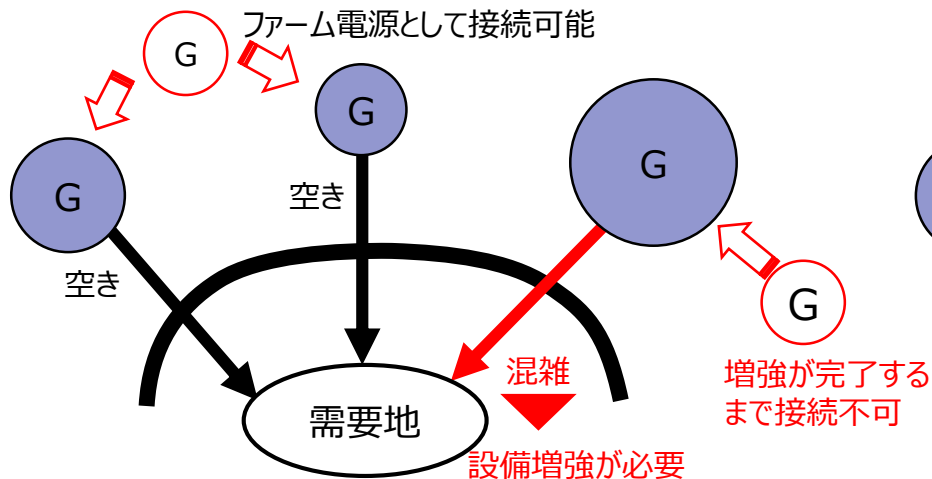 ファーム電源として接続可能
G
G
G
G
空き
空き
G
混雑
増強が完了する
まで接続不可
需要地
設備増強が必要